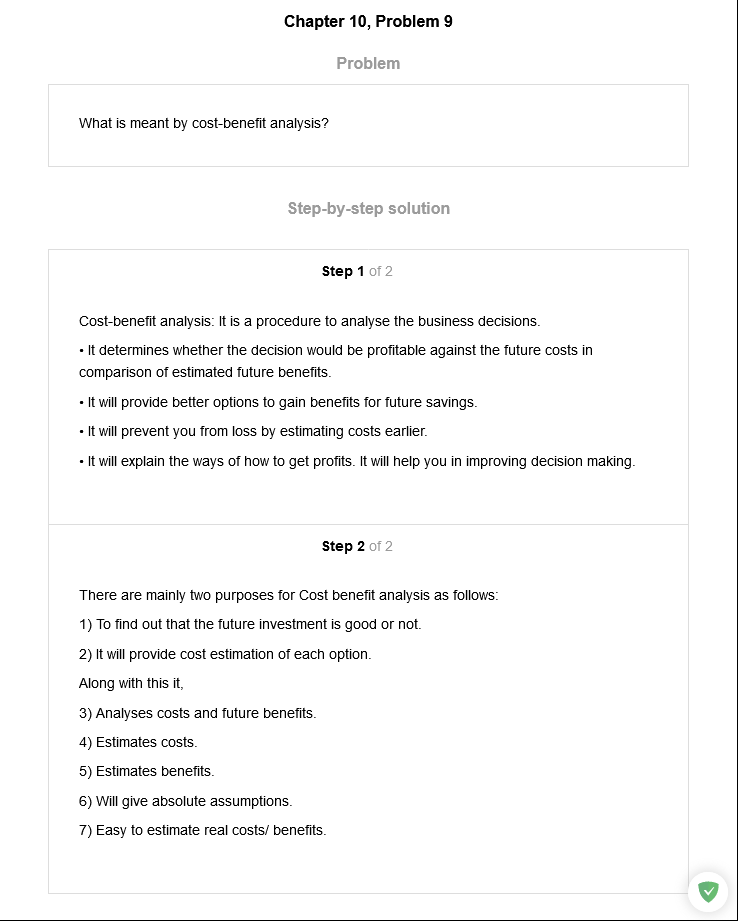 Chapter 10, Problem 9
Problem
What is meant by cost-benefit analysis?
Step-by-step solution
Step 1 of 2
Cost-benefit analysis: It is a procedure to analyse the business decisions.
• It determines whether the decision would be profitable against the future costs in
comparison of estimated future benefits.
• It will provide better options to gain benefits for future savings.
• It will prevent you from loss by estimating costs earlier.
• It will explain the ways of how to get profits. It will help you in improving decision making.
Step 2 of 2
There are mainly two purposes for Cost benefit analysis as follows:
1) To find out that the future investment is good or not.
2) It will provide cost estimation of each option.
Along with this it,
3) Analyses costs and future benefits.
4) Estimates costs.
5) Estimates benefits.
6) Will give absolute assumptions.
7) Easy to estimate real costs/ benefits.